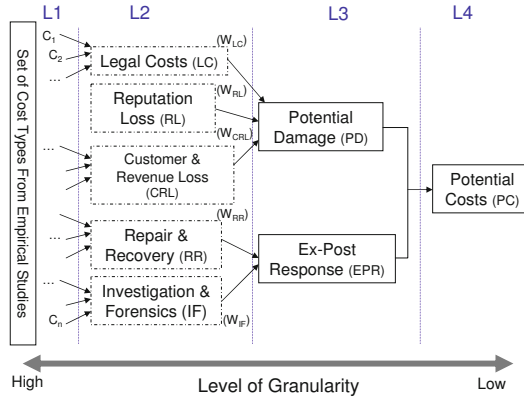 L1
L2
L3
L4
Set of Cost Types From Empirical Studies
C1
C2
...
...
...
...
Cn
Legal Costs (LC)
(WLC)
Reputation
Loss (RL)
(WRL)
Customer &
Revenue Loss
(CRL)
(WCRL)
Repair &
Recovery (RR)
(WRR)
Investigation &
Forensics (IF)
(WIF)
Potential
Damage (PD)
Ex-Post
Response (EPR)
Potential
Costs (PC)
High
Level of Granularity
Low